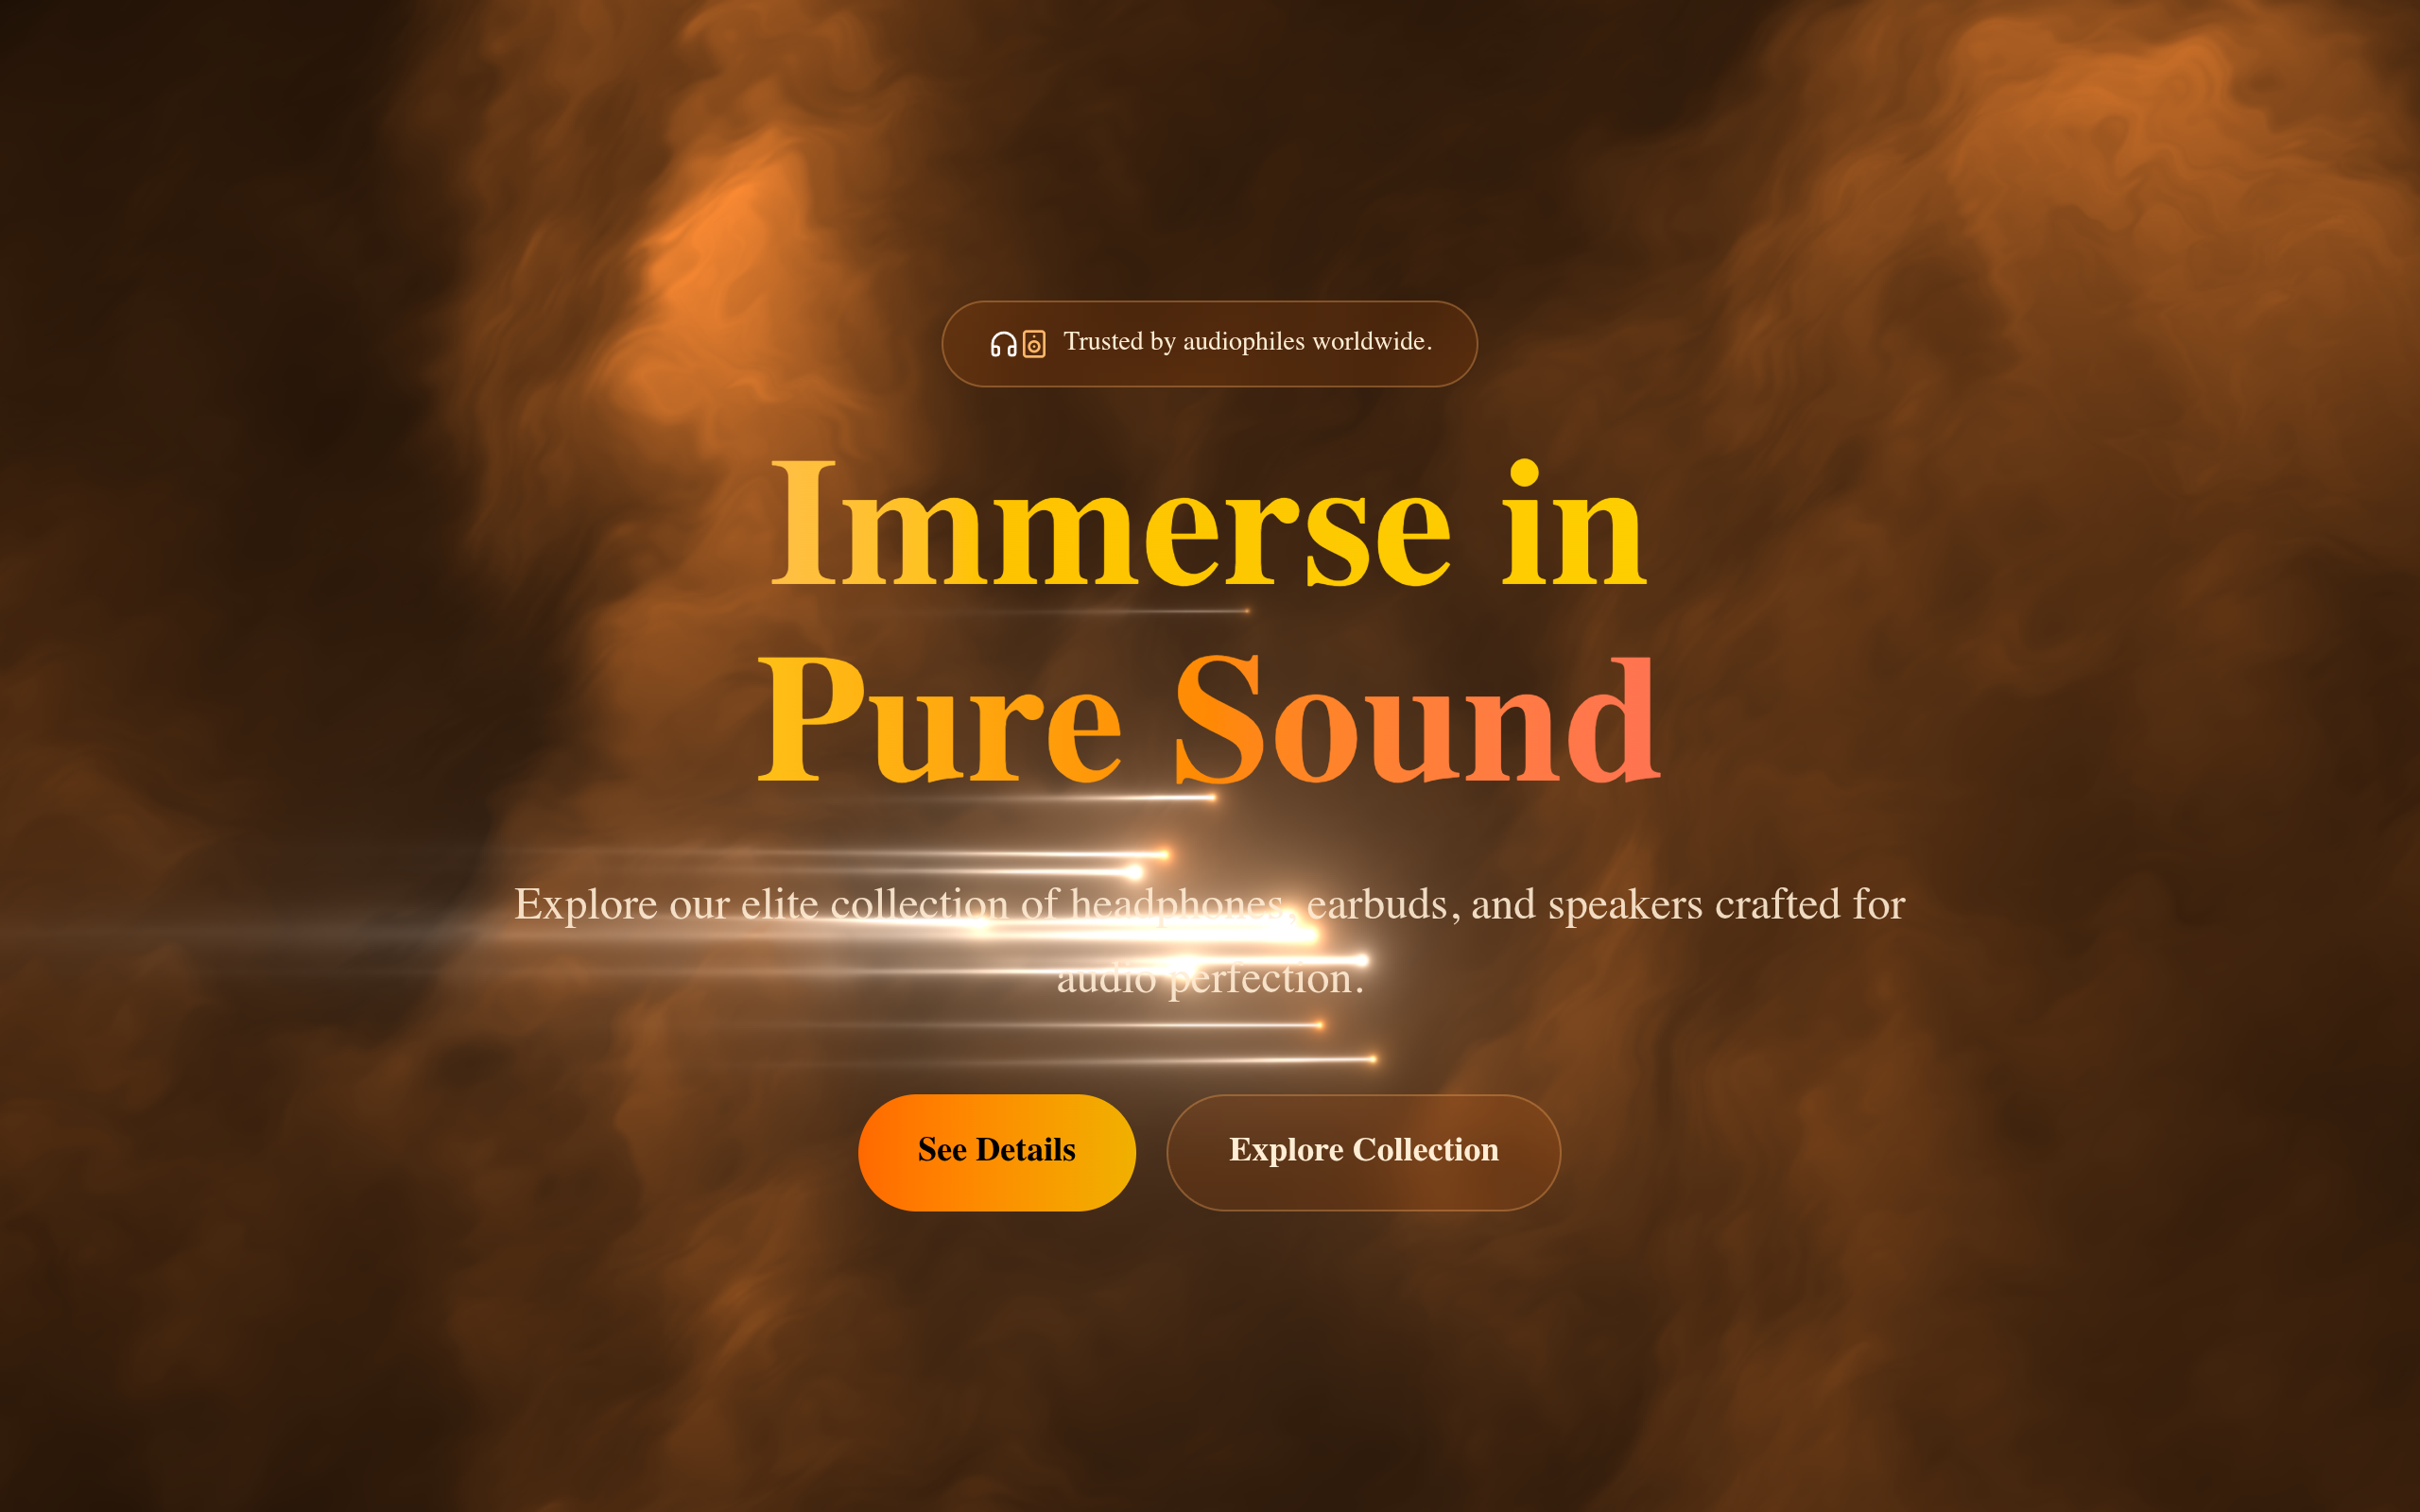 Trusted by audiophiles worldwide.
Immerse in
Pure Sound
Explore our elite collection of headphones, earbuds, and speakers crafted for
audio perfection.
See Details
Explore Collection